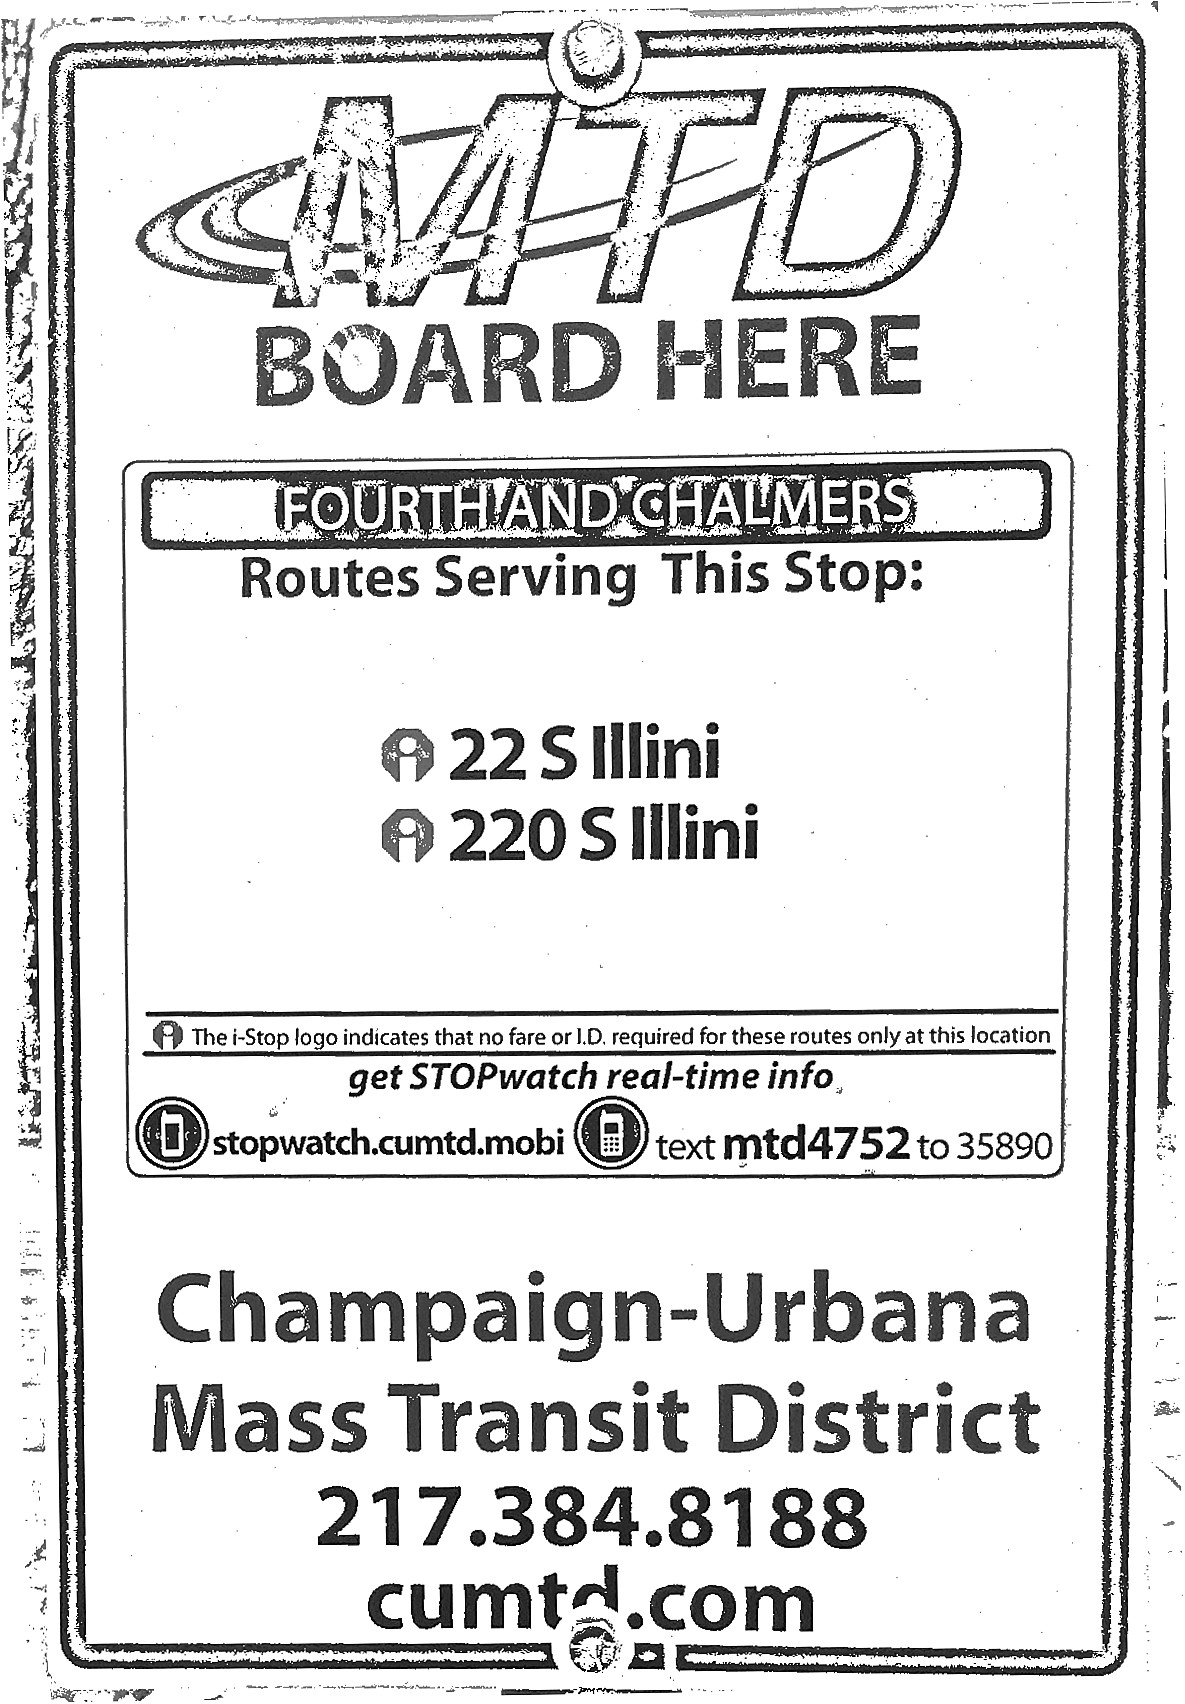 MTD
BOARD HERE
FOURTH AND CHALMERS
Routes Serving This Stop:
22 S Illini
220 S Illini
The i-Stop logo indicates that no fare or I.D. required for these routes only at this location
get STOPwatch real-time info
stopwatch.cumtd.mobi text mtd4752 to 35890
Champaign-Urbana
Mass Transit District
217.384.8188
cumtd.com